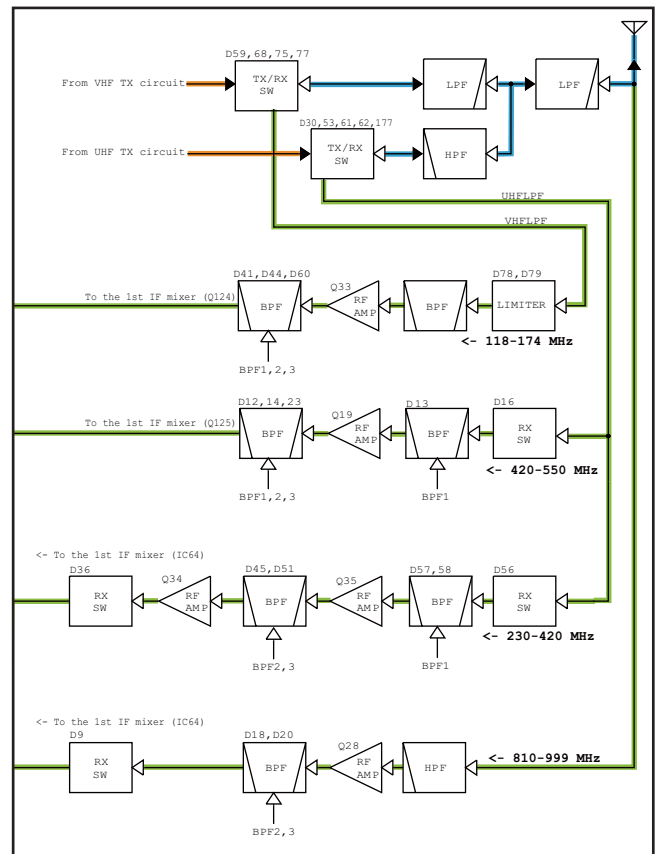 D59,68,75,77
From VHF TX circuit
TX/RX
SW
LPF
LPF
D30,53,61,62,177
From UHF TX circuit
TX/RX
SW
HPF
UHFLPF
VHFLPF
D41,D44,D60
Q33
D78,D79
To the 1st IF mixer (Q124)
BPF
RF
AMP
BPF
LIMITER
<- 118-174 MHz
BPF1,2,3
D12,14,23
Q19
D13
D16
To the 1st IF mixer (Q125)
BPF
RF
AMP
BPF
RX
SW
<- 420-550 MHz
BPF1,2,3
BPF1
<- To the 1st IF mixer (IC64)
D36
Q34
D45,D51
Q35
D57,58
D56
RX
SW
RF
AMP
BPF
RF
AMP
BPF
RX
SW
<- 230-420 MHz
BPF2,3
BPF1
<- To the 1st IF mixer (IC64)
D9
D18,D20
Q28
<- 810-999 MHz
RX
SW
BPF
RF
AMP
HPF
BPF2,3